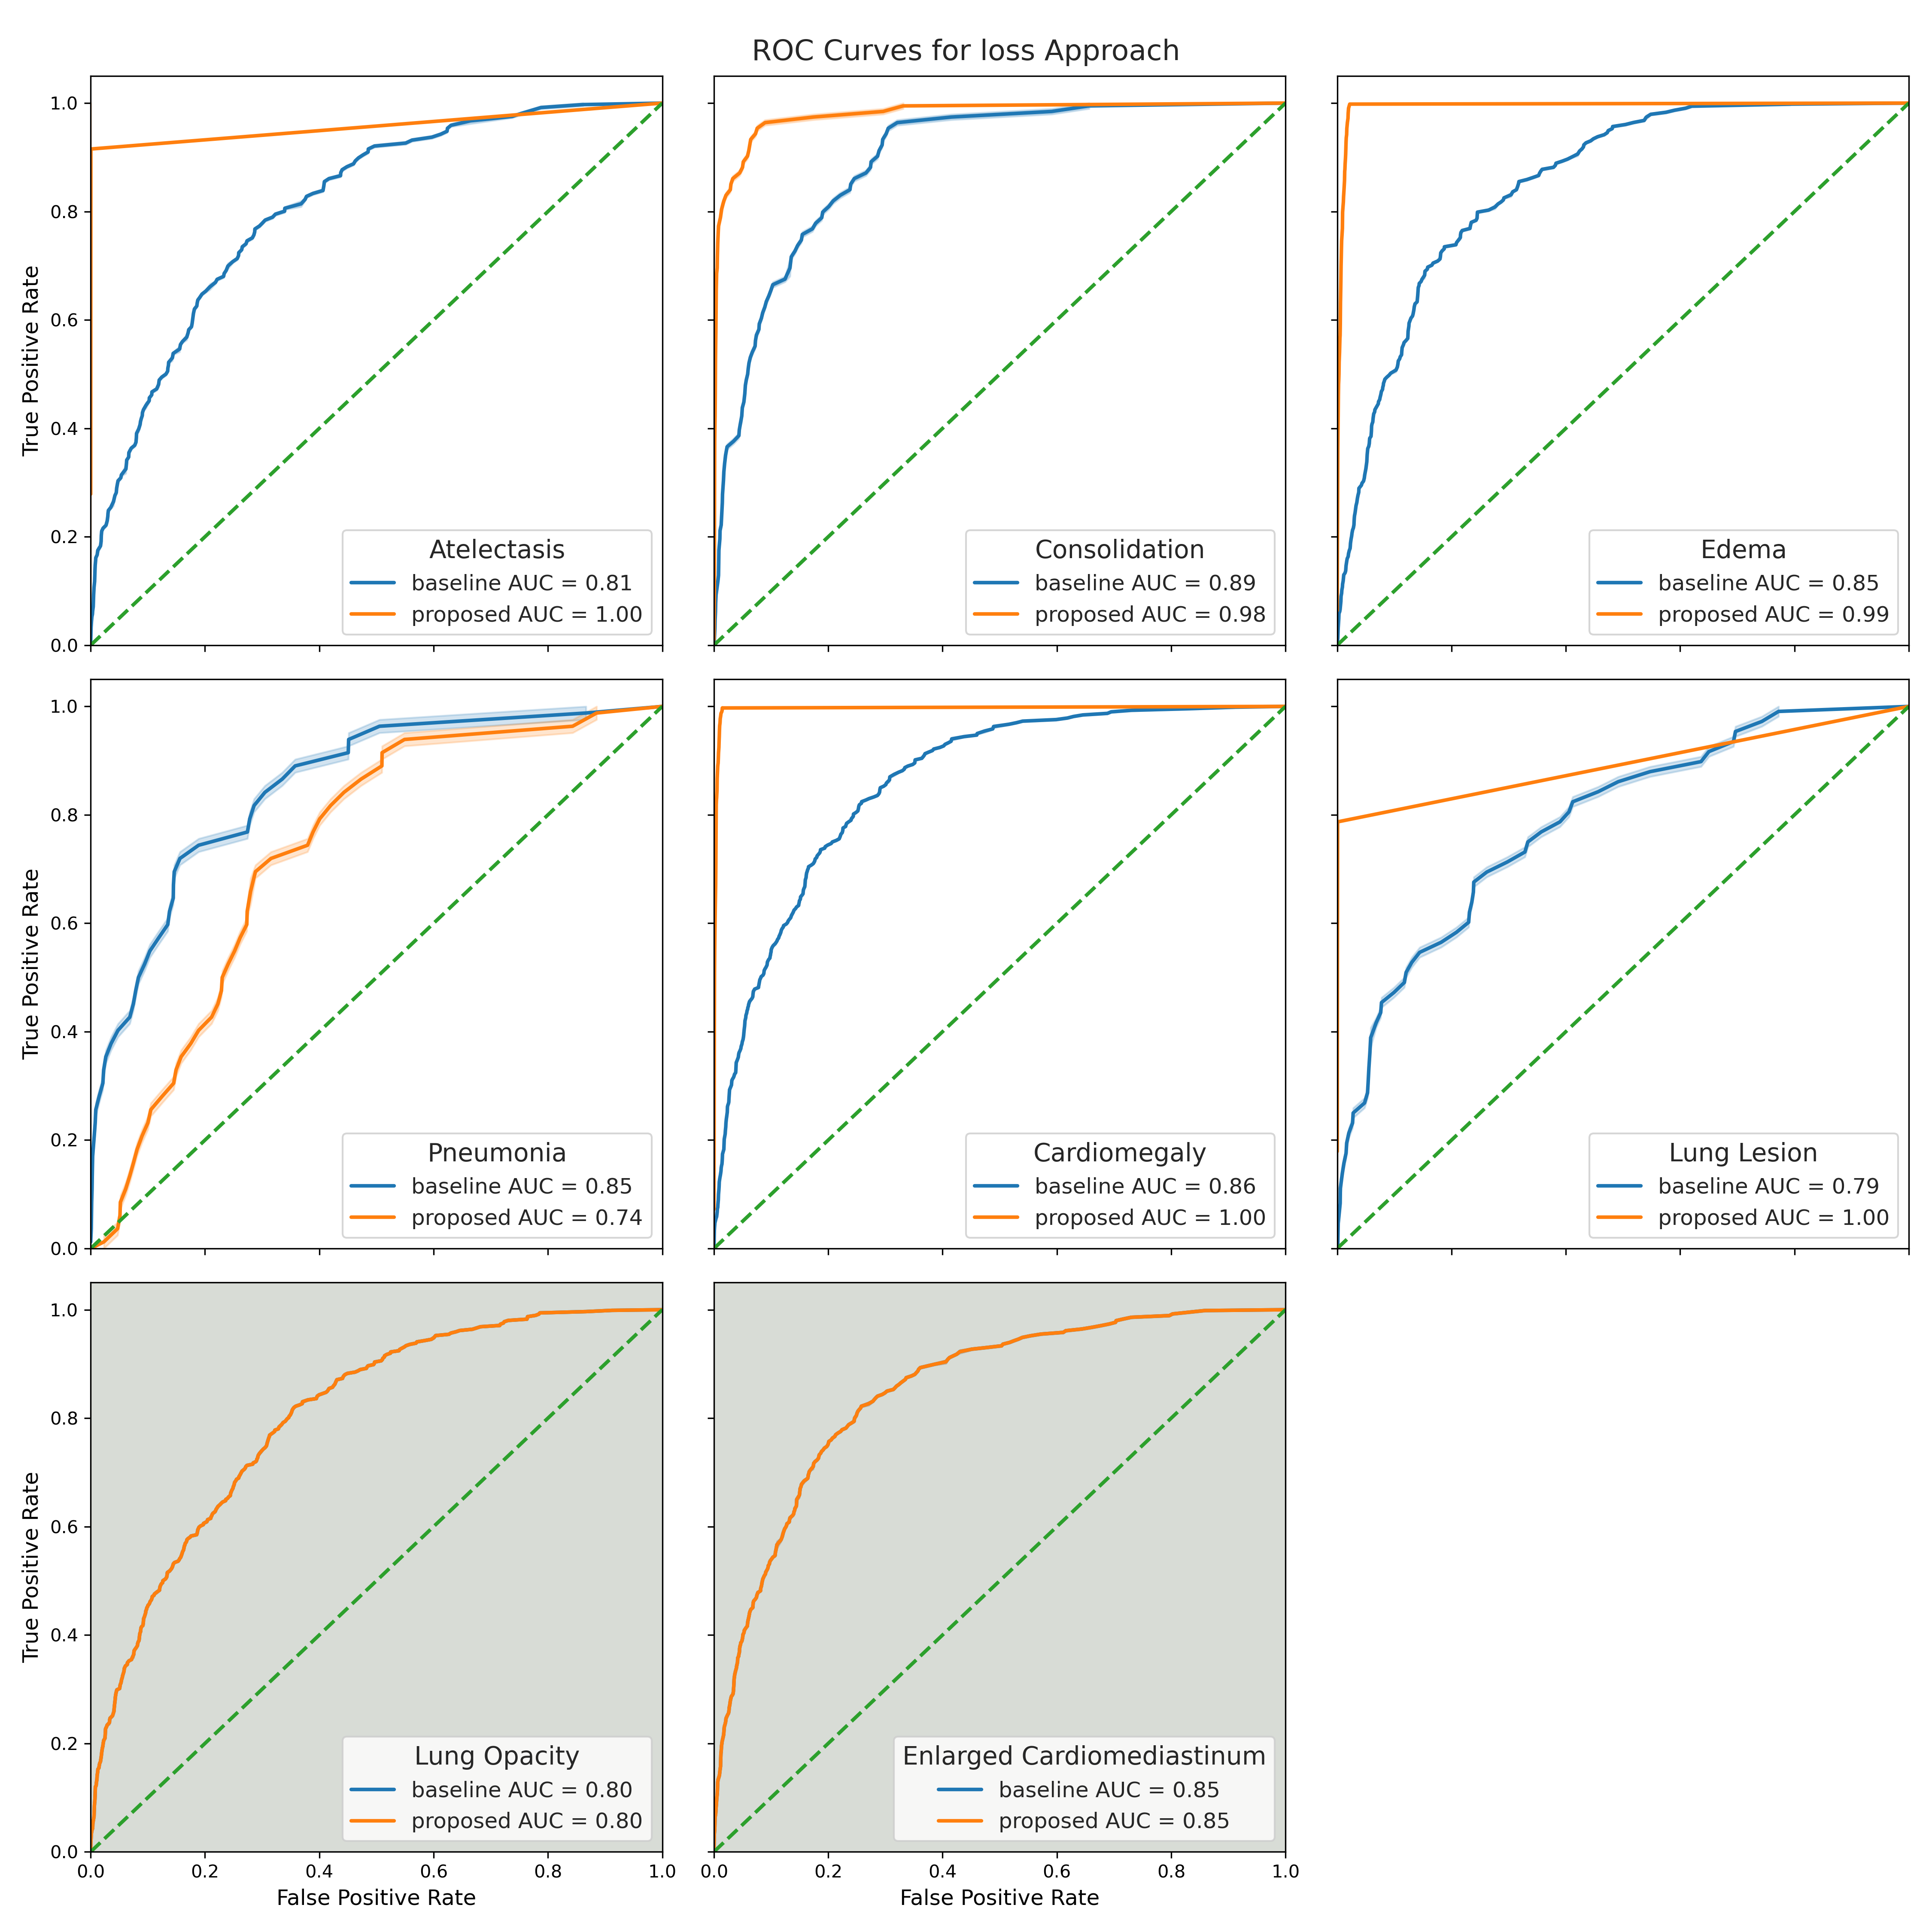 ROC Curves for loss Approach
1.0
0.8
0.6
0.4
0.2
0.0
True Positive Rate
Atelectasis
baseline AUC = 0.81
proposed AUC = 1.00
Consolidation
baseline AUC = 0.89
proposed AUC = 0.98
Edema
baseline AUC = 0.85
proposed AUC = 0.99
1.0
0.8
0.6
0.4
0.2
0.0
True Positive Rate
Pneumonia
baseline AUC = 0.85
proposed AUC = 0.74
Cardiomegaly
baseline AUC = 0.86
proposed AUC = 1.00
Lung Lesion
baseline AUC = 0.79
proposed AUC = 1.00
1.0
0.8
0.6
0.4
0.2
0.0
True Positive Rate
Lung Opacity
baseline AUC = 0.80
proposed AUC = 0.80
0.0 0.2 0.4 0.6 0.8 1.0
False Positive Rate
Enlarged Cardiomediastinum
baseline AUC = 0.85
proposed AUC = 0.85
0.0 0.2 0.4 0.6 0.8 1.0
False Positive Rate